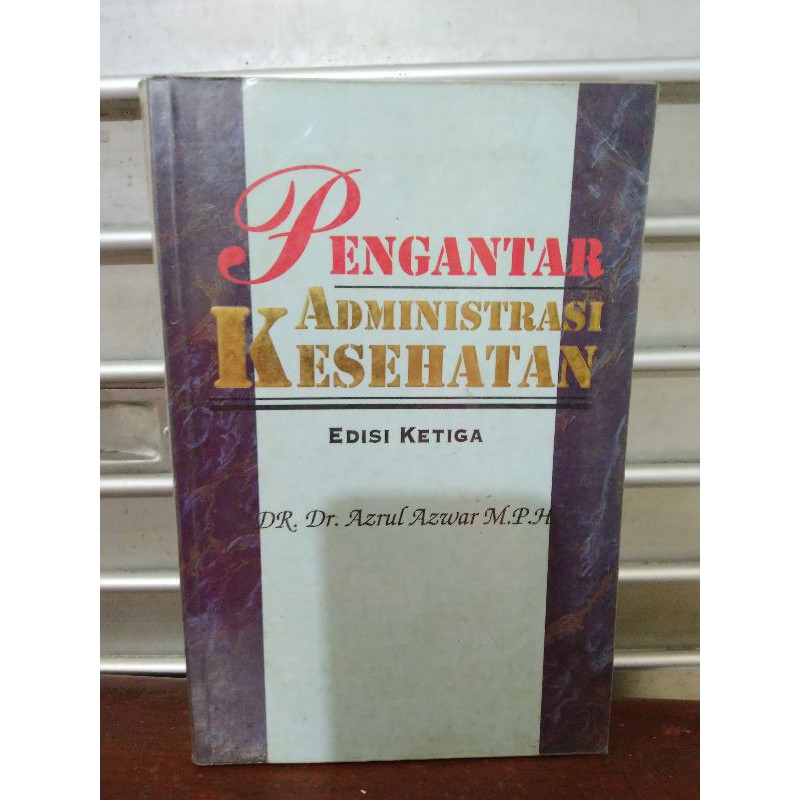 PENGANTAR
ADMINISTRASI
KESEHATAN
EDISI KETIGA
DR. Dr. Azrul Azwar M.P.H